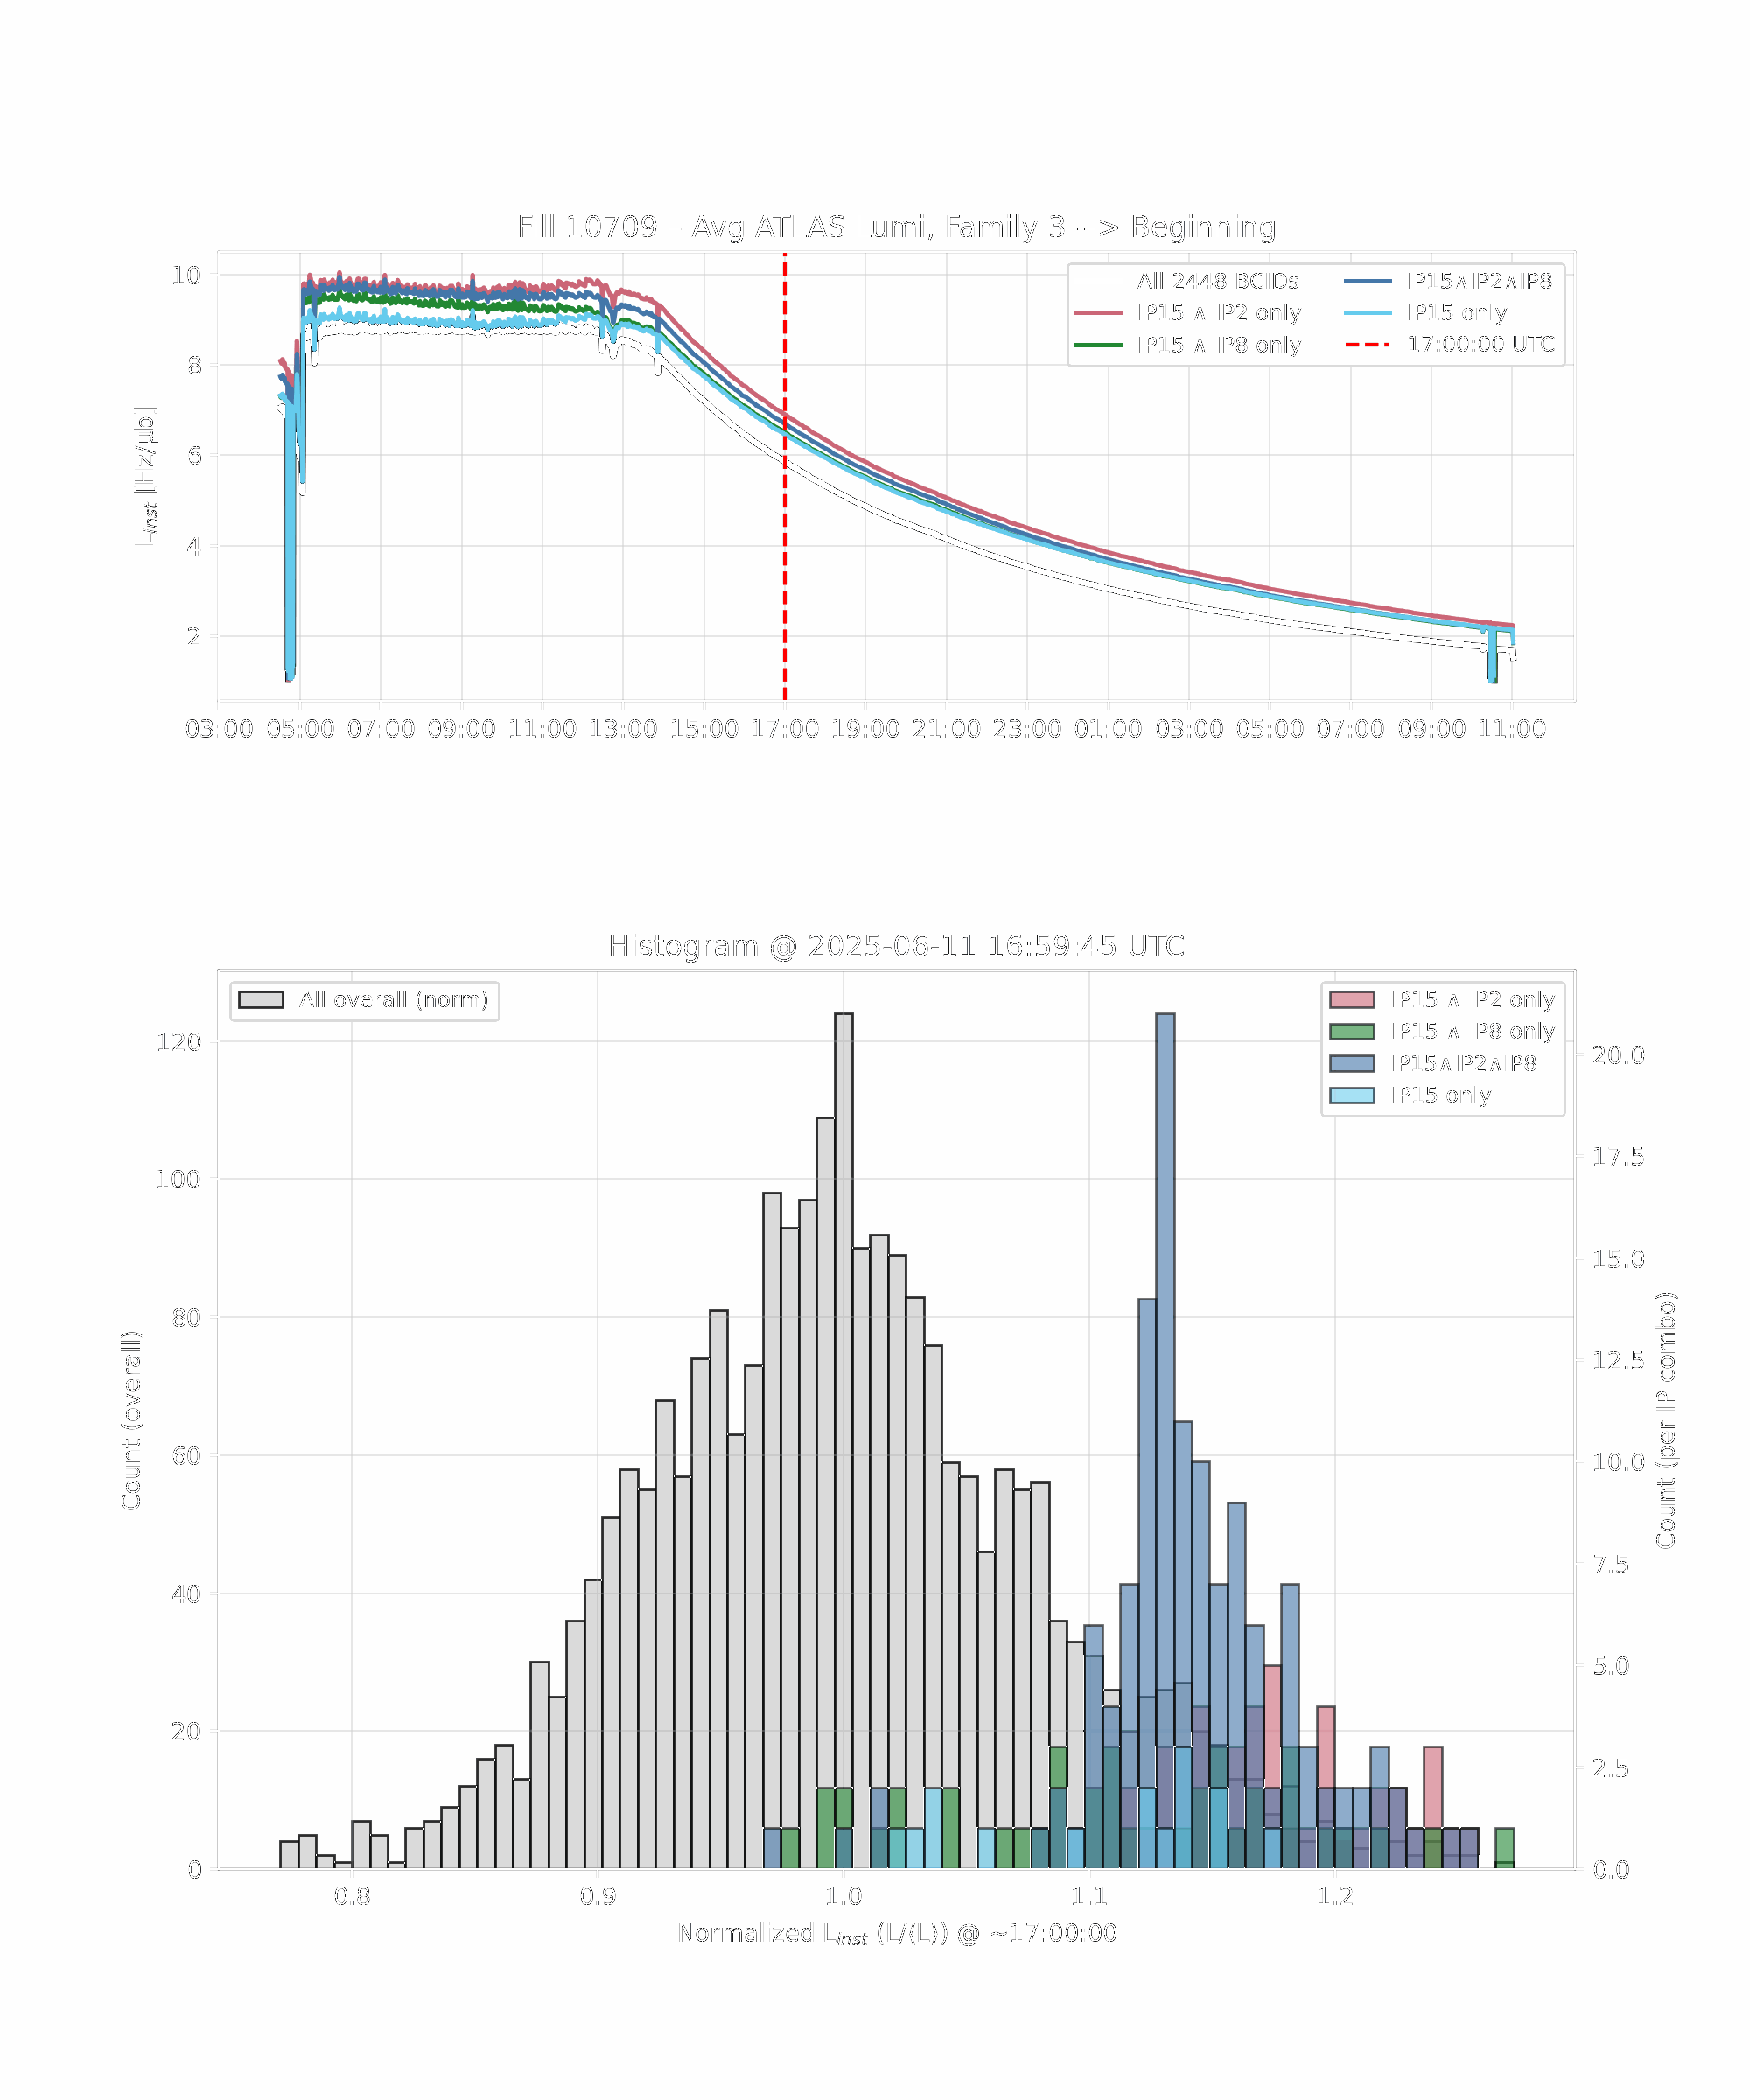 Fill 10709 – Avg ATLAS Lumi, Family 3 --> Beginning
10
8
6
4
2
L_inst [Hz/μb]
All 2448 BCIDs
IP15 ∧ IP2 only
IP15 ∧ IP8 only
IP15∧IP2∧IP8
IP15 only
17:00:00 UTC
03:00 05:00 07:00 09:00 11:00 13:00 15:00 17:00 19:00 21:00 23:00 01:00 03:00 05:00 07:00 09:00 11:00
Histogram @ 2025-06-11 16:59:45 UTC
All overall (norm)
IP15 ∧ IP2 only
IP15 ∧ IP8 only
IP15∧IP2∧IP8
IP15 only
120
100
80
60
40
20
0
Count (overall)
20.0
17.5
15.0
12.5
10.0
7.5
5.0
2.5
0.0
Count (per IP combo)
0.8 0.9 1.0 1.1 1.2
Normalized L_inst (L/⟨L⟩) @ ~17:00:00